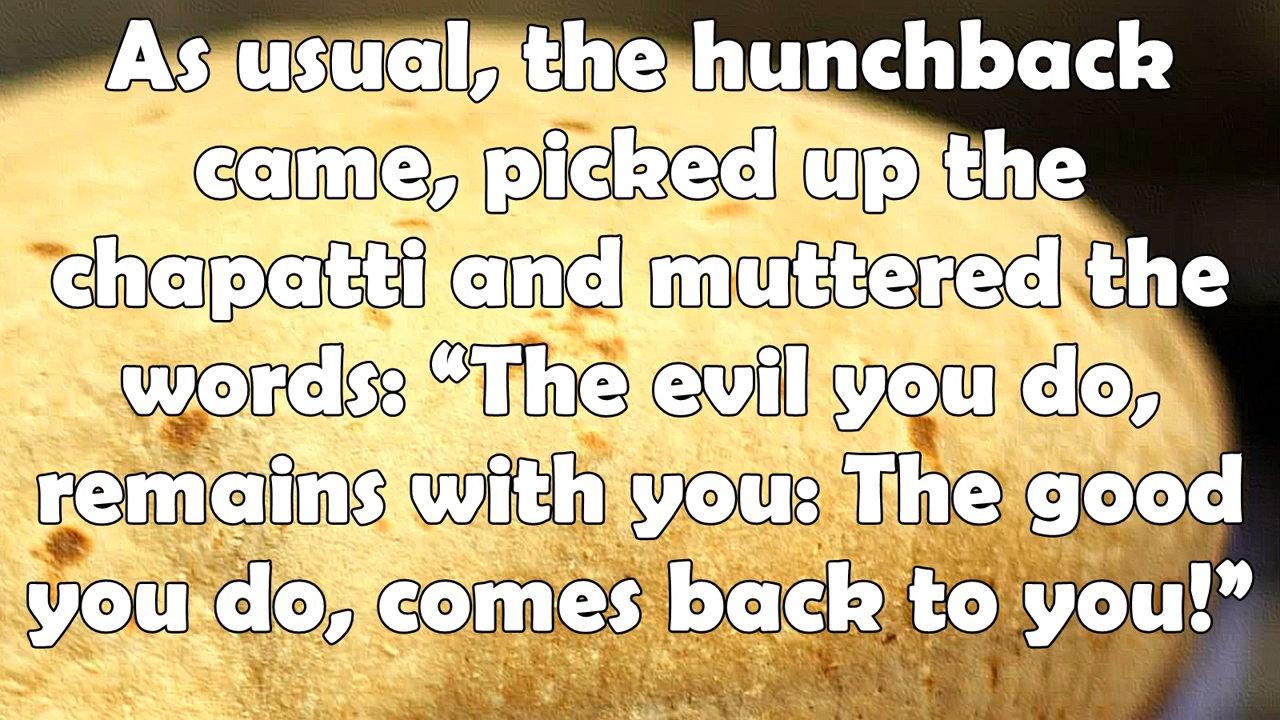 As usual, the hunchback
came, picked up the
chapatti and muttered the
words: “The evil you do,
remains with you: The good
you do, comes back to you!”